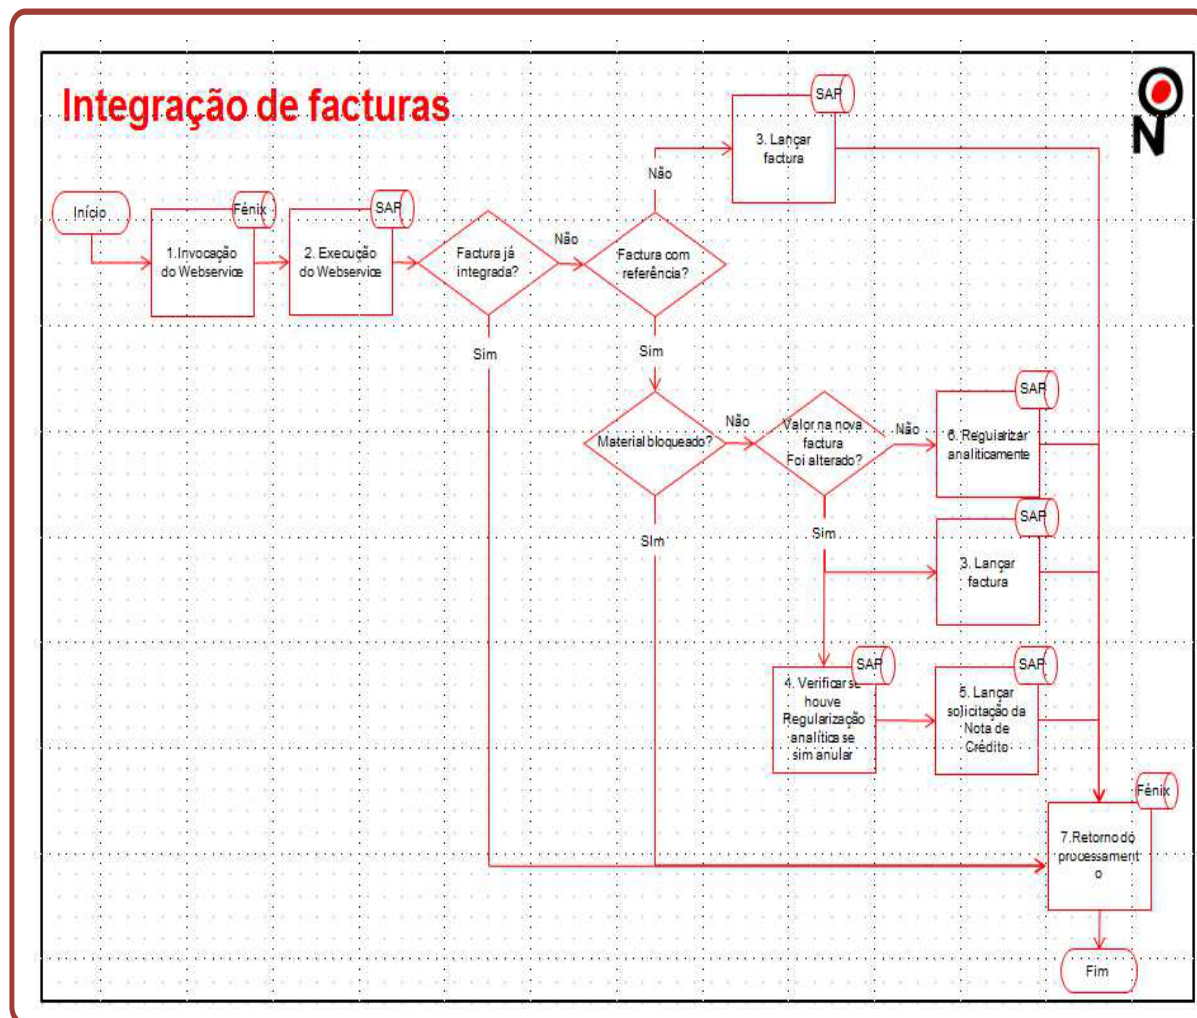 Integração de facturas
N
SAP
3. Lançar
factura
Não
Início
Fénix
1.Invocação
do Webservice
SAP
2. Execução
do Webservice
Factura já
integrada?
Não
Factura com
referência?
Sim
Sim
Material bloqueado?
Não
Valor na nova
factura
Foi alterado?
Não
SAP
6. Regularizar
analiticamente
SIm
Sim
SAP
3. Lançar
factura
SAP
4. Verificar se
houve
Regularização
analítica se
sim anular
SAP
5. Lançar
solicitação da
Nota de
Crédito
Fénix
7.Retorno do
processament
o
Fim